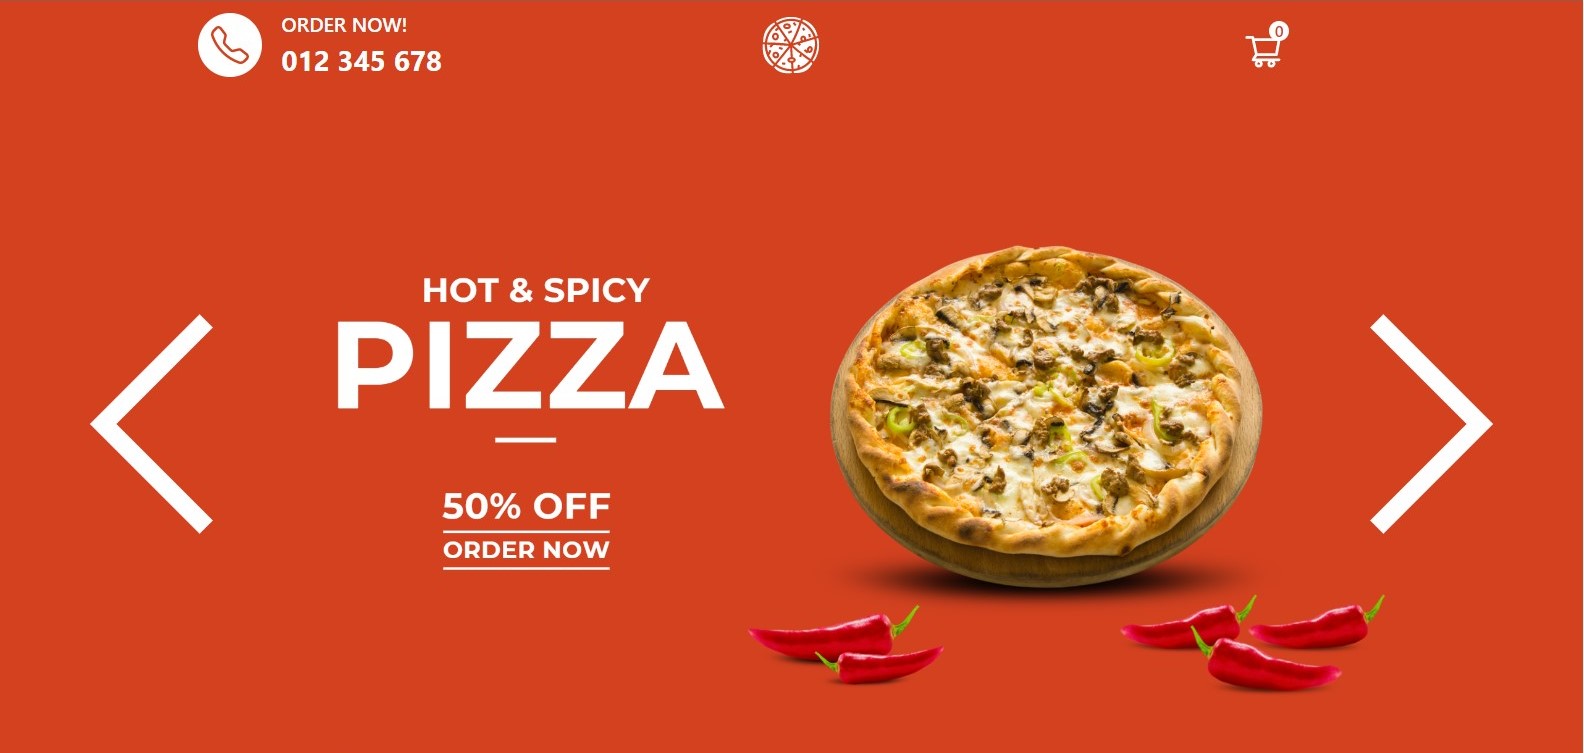 ORDER NOW!
012 345 678
0
HOT & SPICY
PIZZA
50% OFF
ORDER NOW